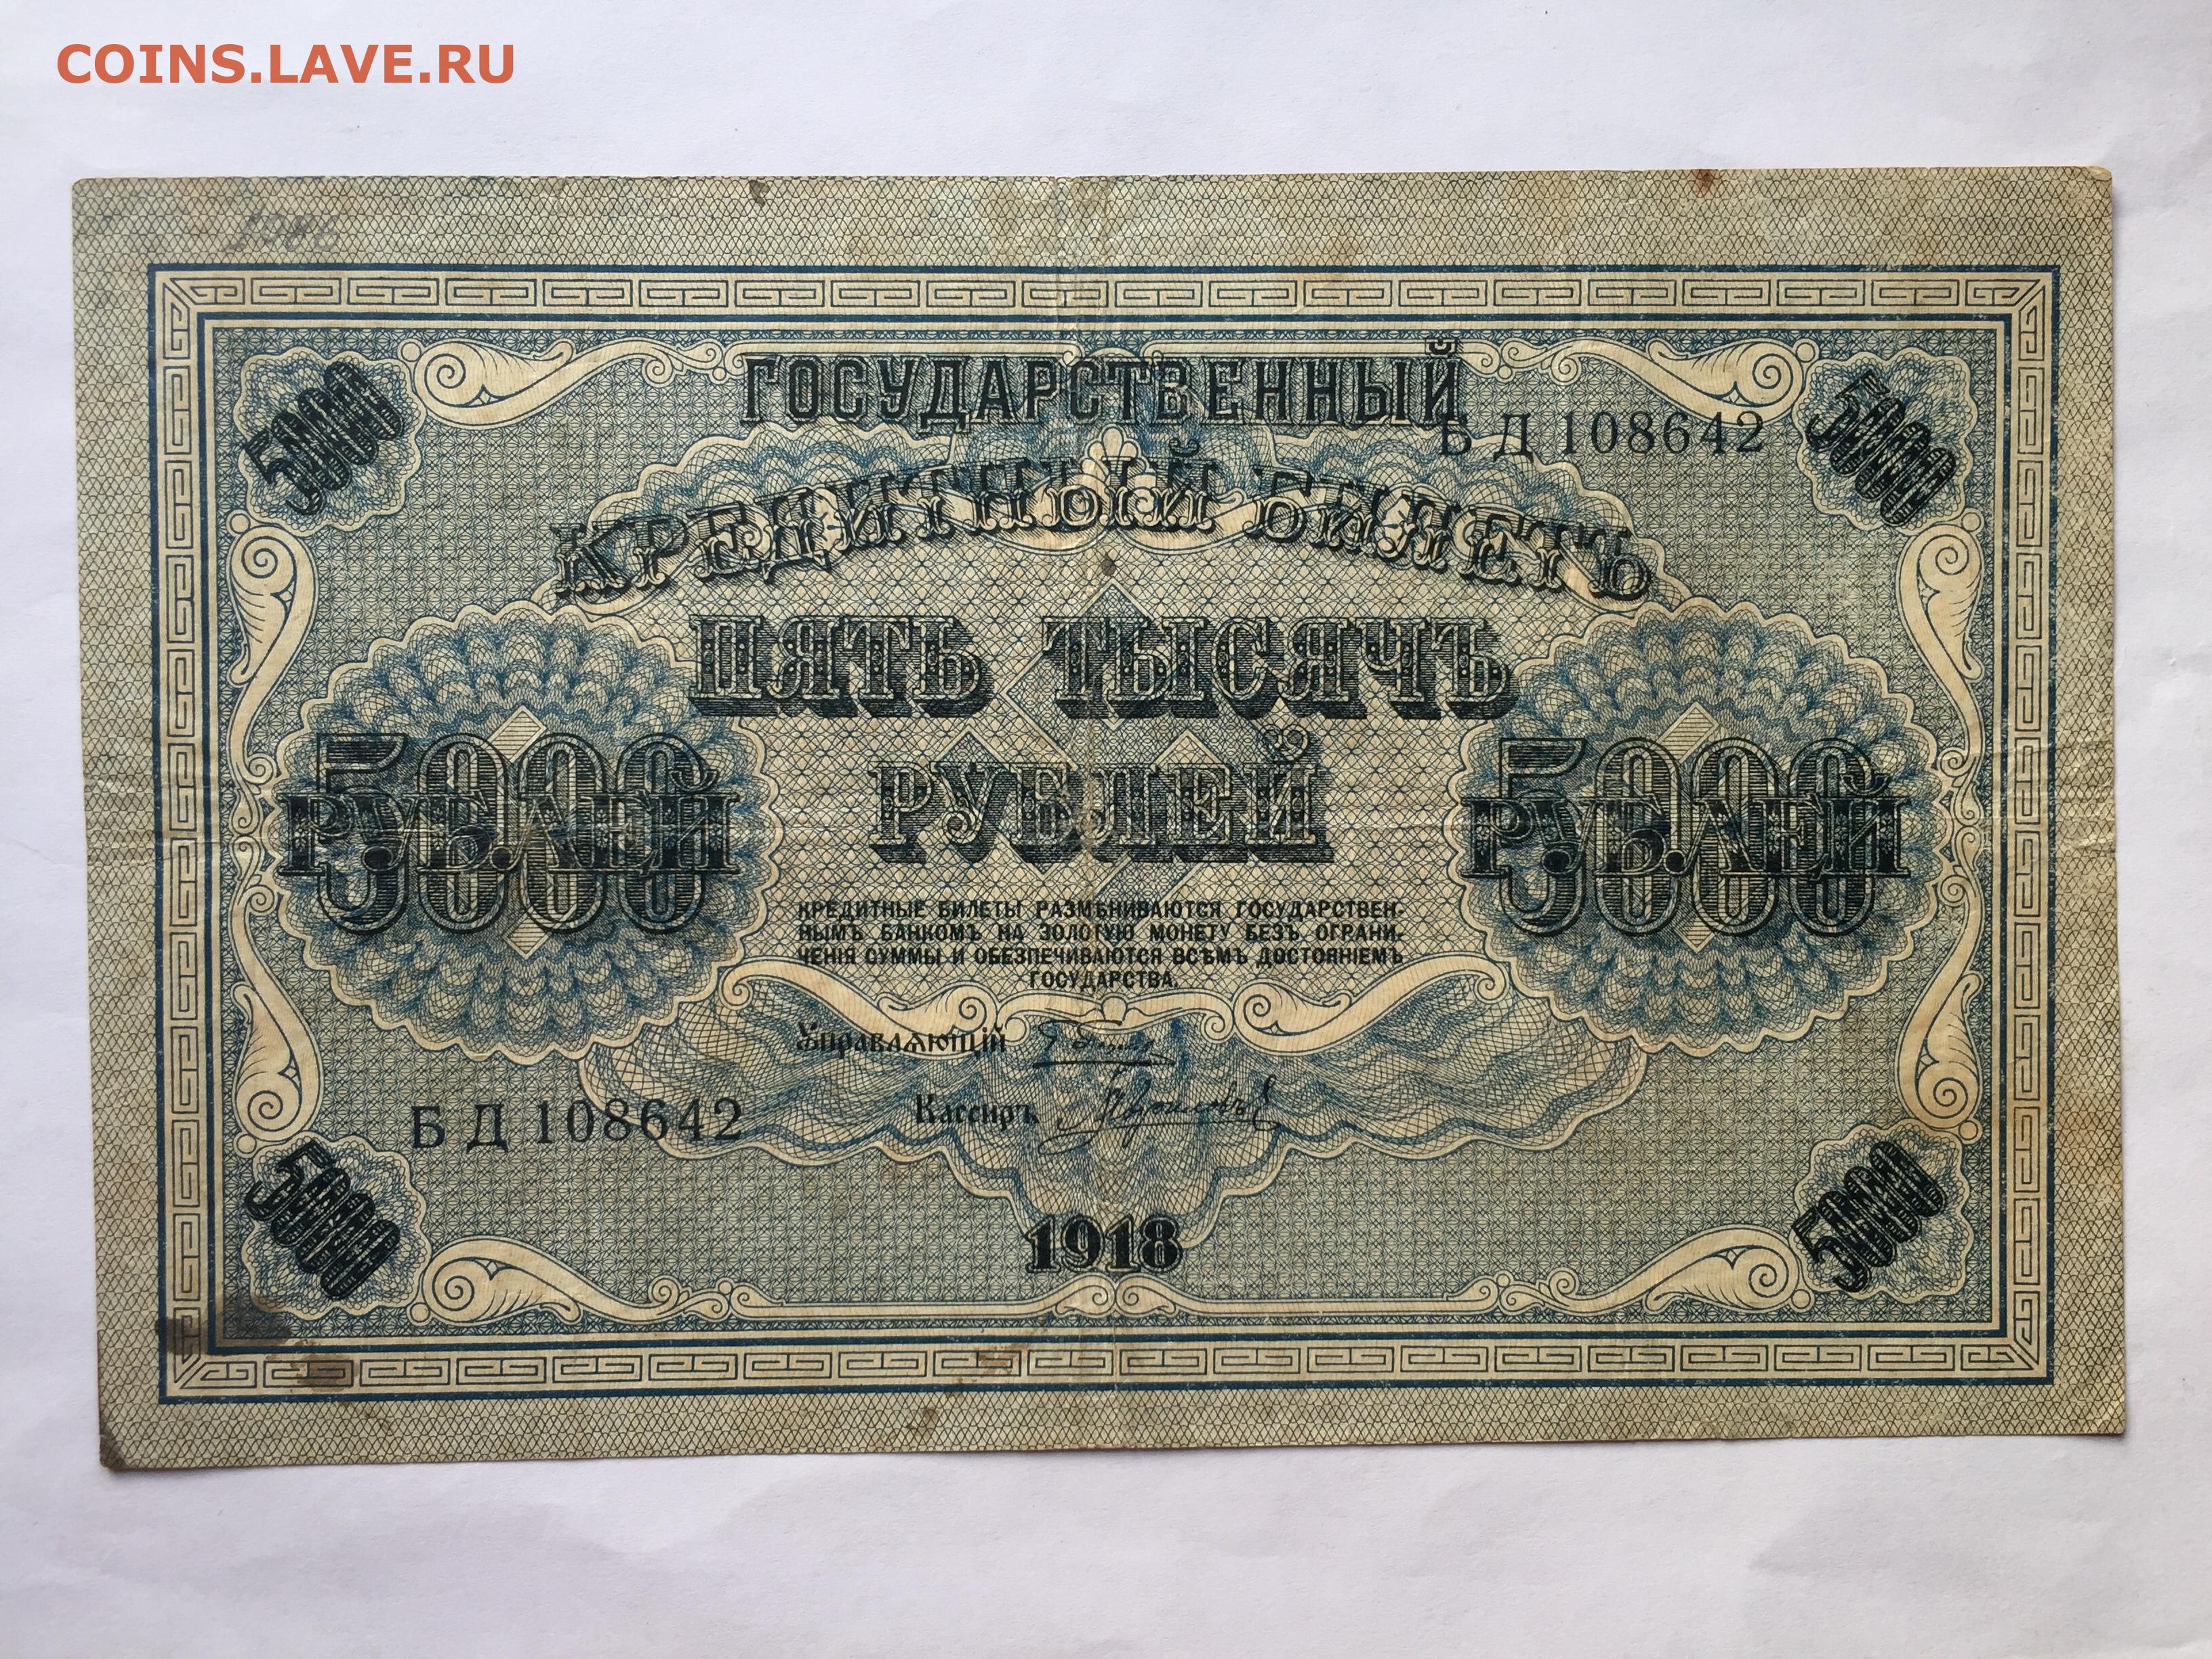 COINS.LAVE.RU
5000
ГОСУДАРСТВЕННЫЙ
5000
БД 108642
КРЕДИТНЫЙ БИЛЕТЪ
ПЯТЬ ТЫСЯЧЪ
РУБЛЕЙ
5000
РУБЛЕЙ
5000
РУБЛЕЙ
КРЕДИТНЫЕ БИЛЕТЫ РАЗМѢНИВАЮТСЯ ГОСУДАРСТВЕН-
НЫМЪ БАНКОМЪ НА ЗОЛОТУЮ МОНЕТУ БЕЗЪ ОГРАНИ-
ЧЕНІЯ СУММЫ И ОБЕЗПЕЧИВАЮТСЯ ВСѢМЪ ДОСТОЯНІЕМЪ
ГОСУДАРСТВА.
Управляющій
Кассиръ
БД 108642
5000
1918
5000